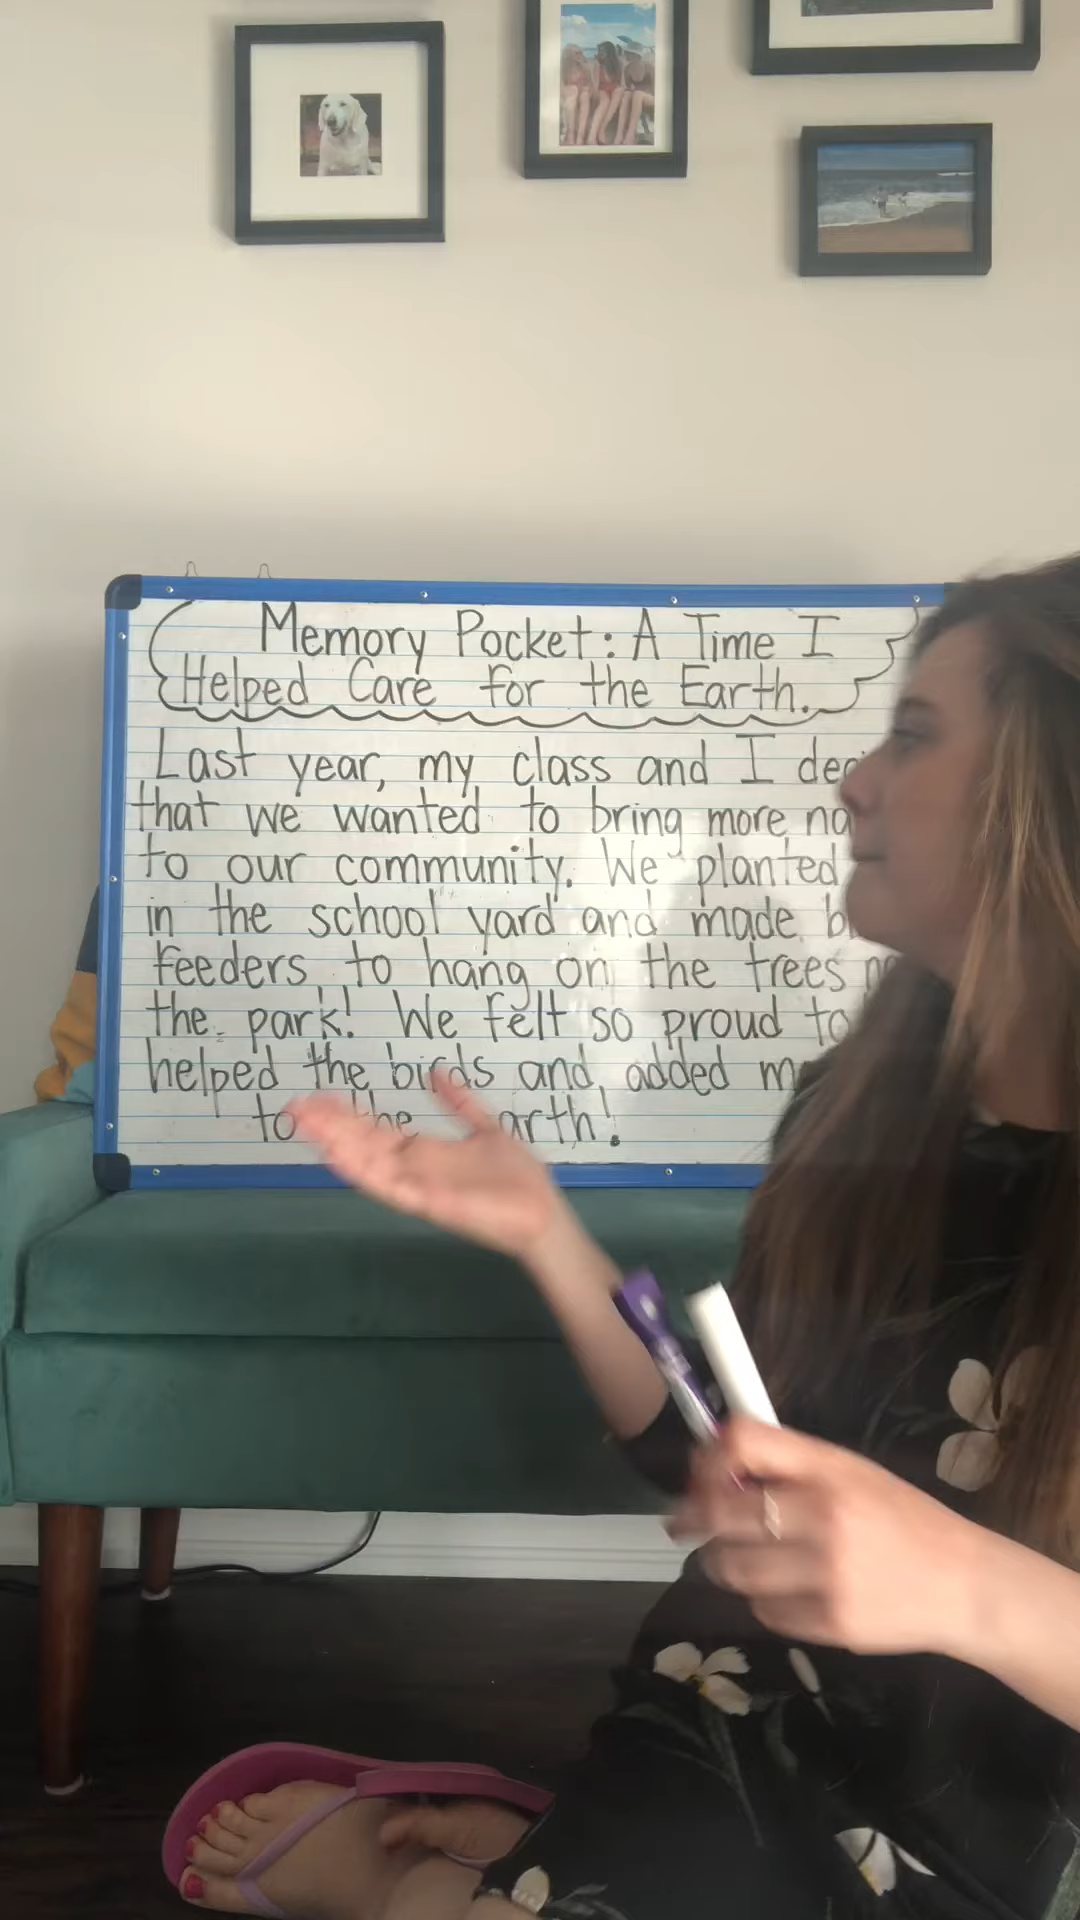 Memory Pocket: A Time I
Helped Care for the Earth.
Last year, my class and I
that we wanted to bring more
to our community. We planted
in the school yard and made
feeders to hang on the trees
the park! We felt so proud to
helped the birds and added
to the arth!